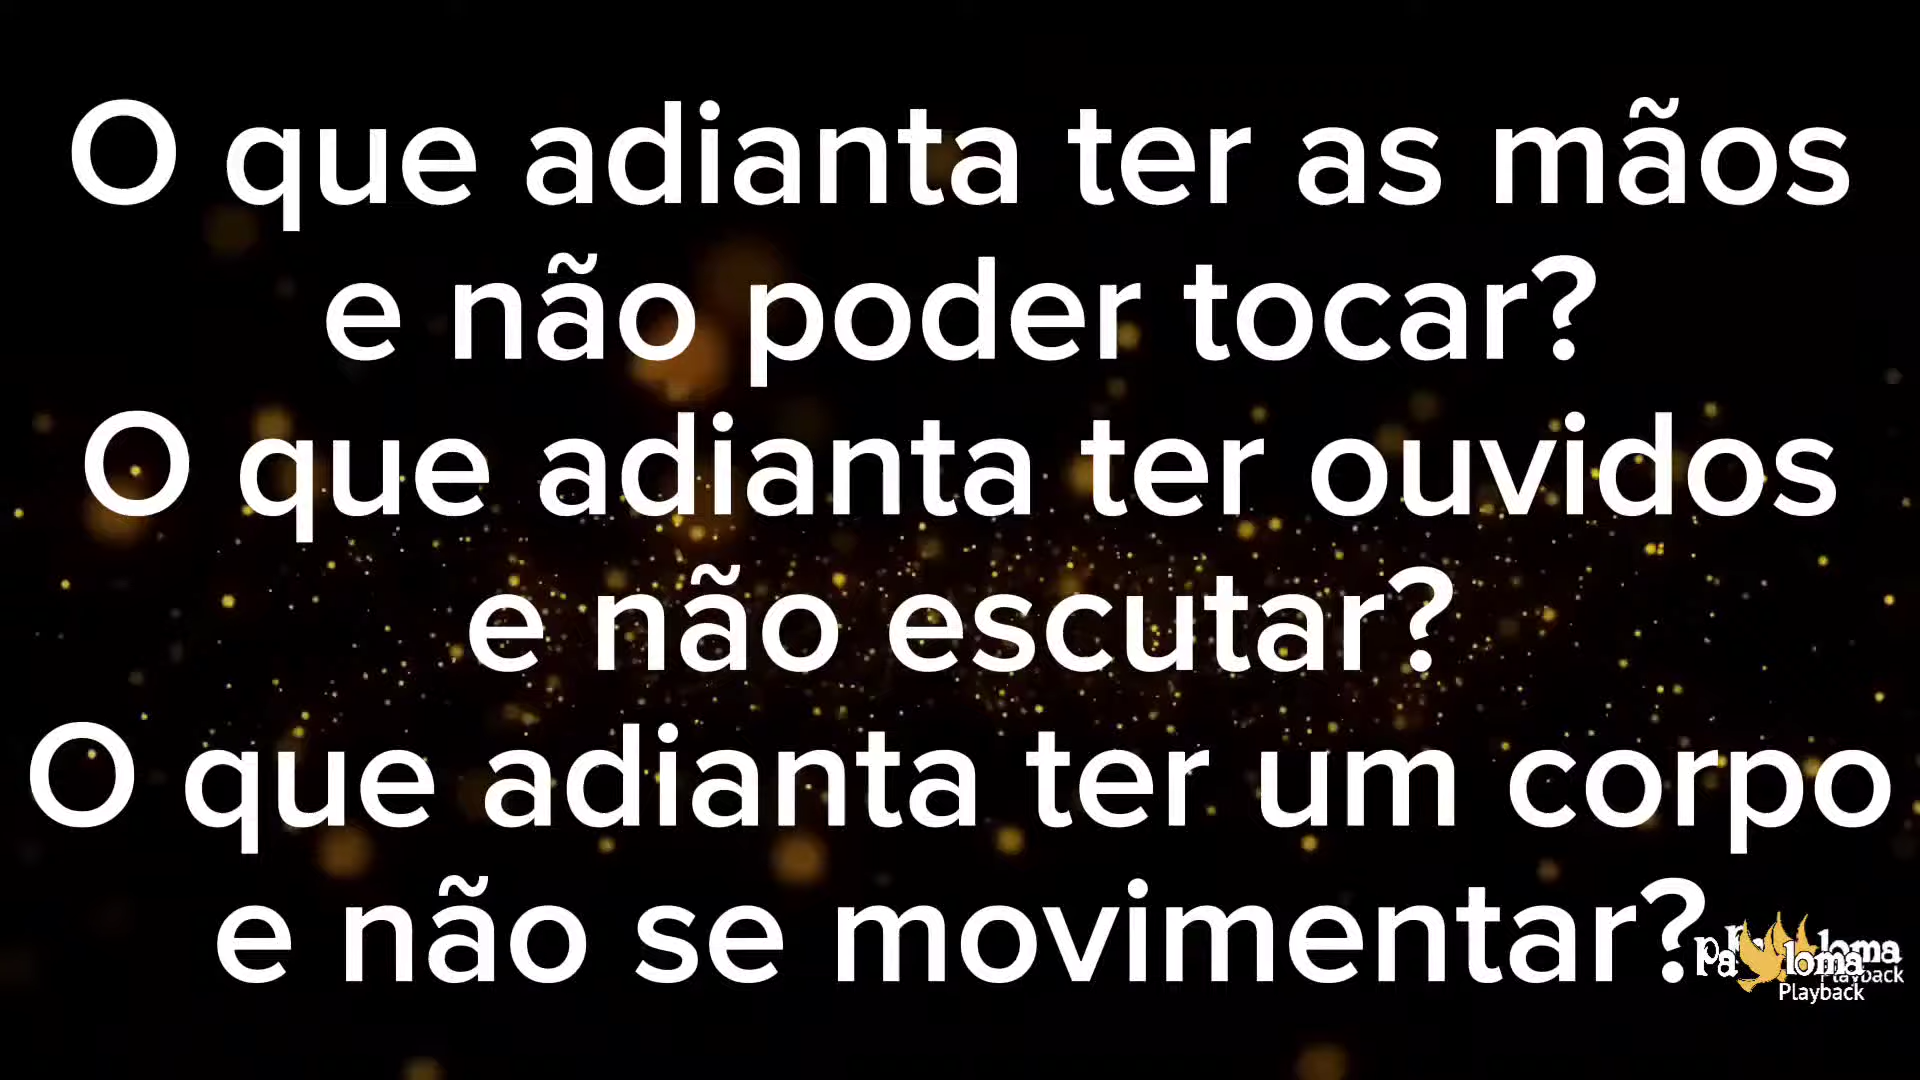 O que adianta ter as mãos
e não poder tocar?
O que adianta ter ouvidos
e não escutar?
O que adianta ter um corpo
e não se movimentar?
Paloma
Playback